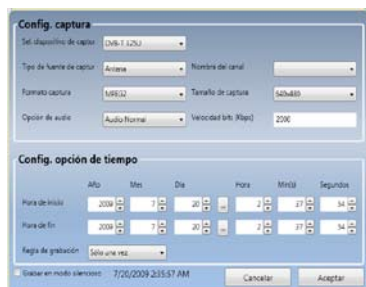 Config. captura
Sel. dispositivo de captur DVB-T 325U
Tipo de fuente de captur Antena Nombre del canal
Formato captura MPEG2 Tamaño de captura 640x480
Opción de audio Audio Normal Velocidad bits (Kbps) 2000
Config. opción de tiempo
Año Mes Día Hora Min(s) Segundos
Hora de inicio 2009 7 20 ... 2 37 54
Hora de fin 2009 7 20 ... 2 37 54
Regla de grabación Sólo una vez
Grabar en modo silencioso 7/20/2009 2:35:57 AM Cancelar Aceptar